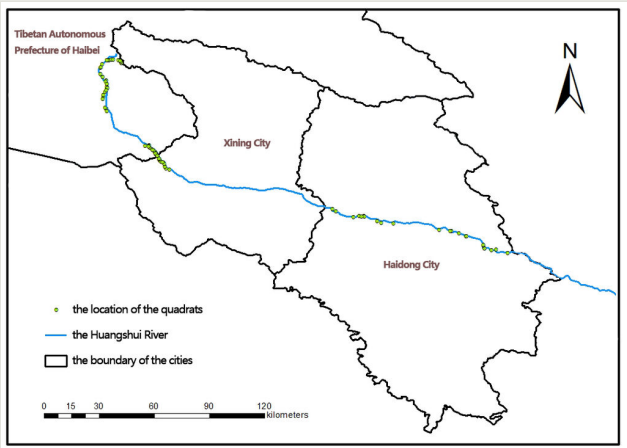 Tibetan Autonomous
Prefecture of Haibei
N
Xining City
Haidong City
the location of the quadrats
the Huangshui River
the boundary of the cities
0 15 30 60 90 120
kilometers